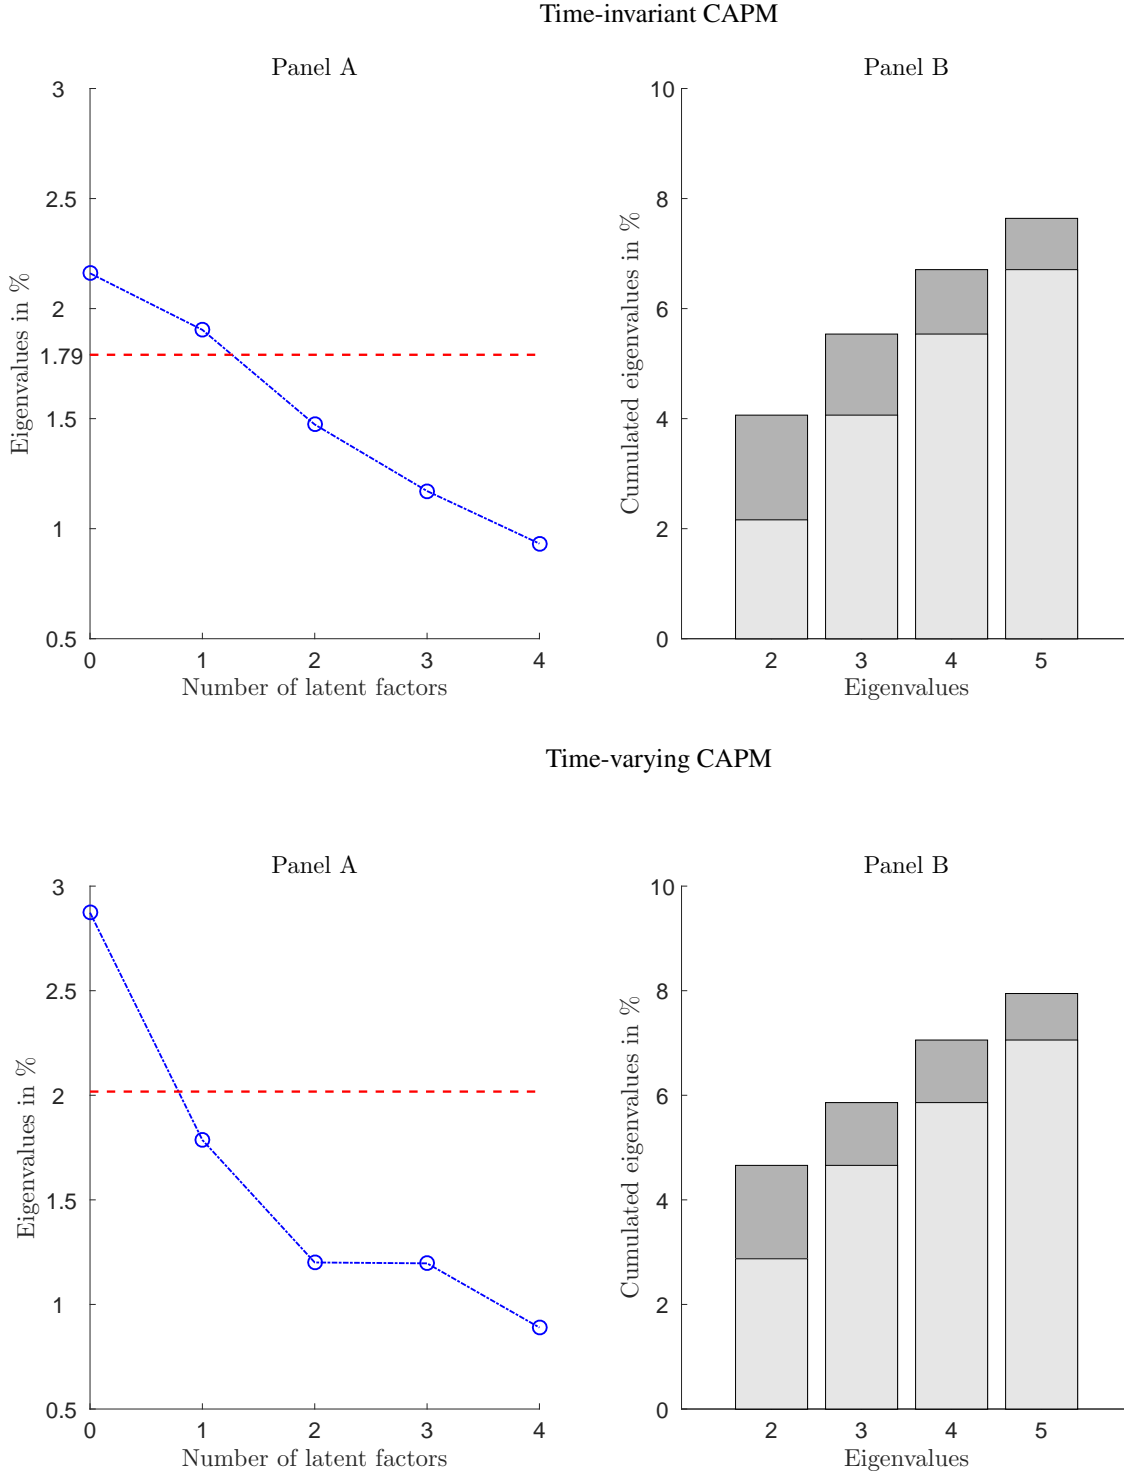 Time-invariant CAPM
Panel A
3
2.5
2
1.79
1.5
1
0.5
0 1 2 3 4
Number of latent factors
Eigenvalues in %
Panel B
10
8
6
4
2
0
2 3 4 5
Eigenvalues
Cumulated eigenvalues in %
Time-varying CAPM
Panel A
3
2.5
2
1.5
1
0.5
0 1 2 3 4
Number of latent factors
Eigenvalues in %
Panel B
10
8
6
4
2
0
2 3 4 5
Eigenvalues
Cumulated eigenvalues in %